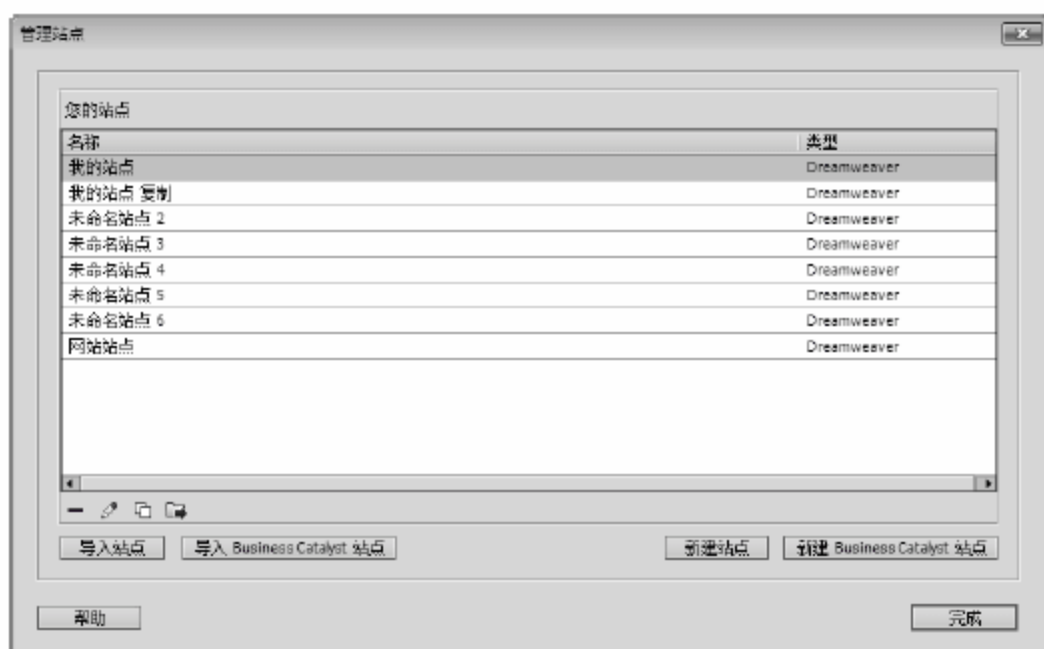 管理站点
您的站点
名称 类型
我的站点 Dreamweaver
我的站点 复制 Dreamweaver
未命名站点 2 Dreamweaver
未命名站点 3 Dreamweaver
未命名站点 4 Dreamweaver
未命名站点 5 Dreamweaver
未命名站点 6 Dreamweaver
网站站点 Dreamweaver
导入站点 导入 Business Catalyst 站点 新建站点 新建 Business Catalyst 站点
帮助 完成